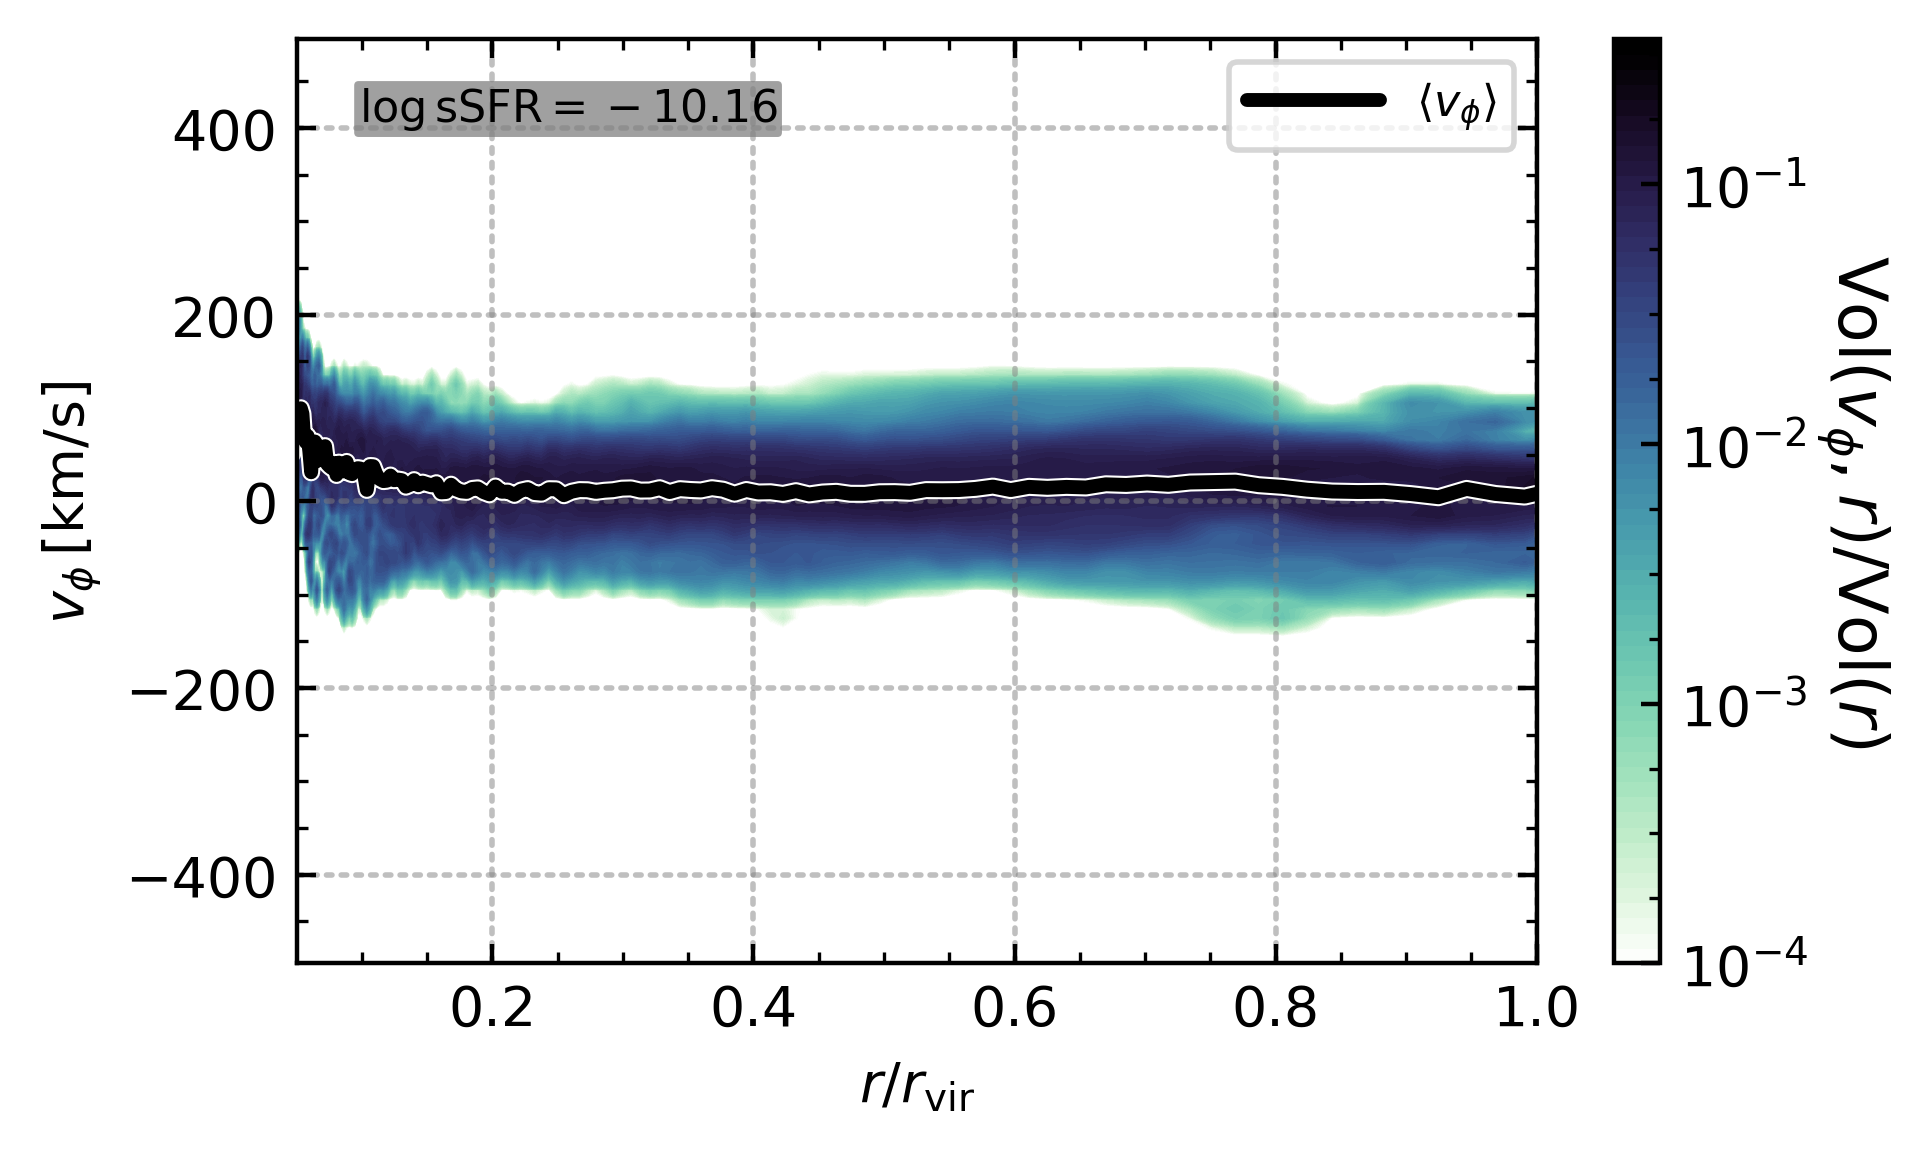 log sSFR = − 10.16
⟨v_ϕ⟩
400
200
0
−200
−400
v_ϕ [km/s]
0.2
0.4
0.6
0.8
1.0
r/r_vir
10⁻¹
10⁻²
10⁻³
10⁻⁴
Vol(v_ϕ, r)/Vol(r)